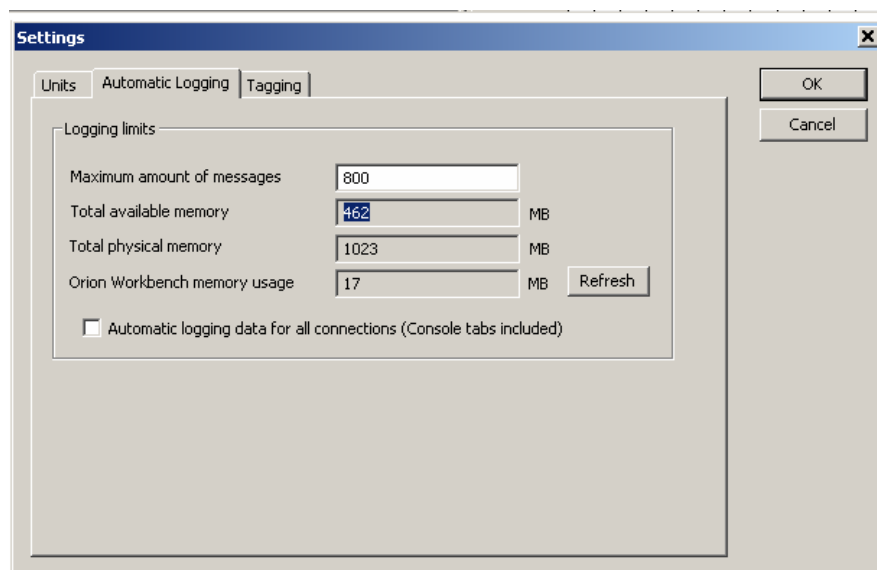 Settings
Units Automatic Logging Tagging
OK
Cancel
Logging limits
Maximum amount of messages 800
Total available memory 462 MB
Total physical memory 1023 MB
Orion Workbench memory usage 17 MB Refresh
Automatic logging data for all connections (Console tabs included)